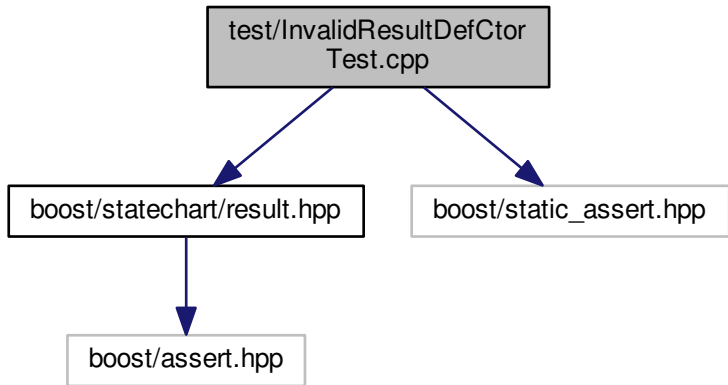 test/InvalidResultDefCtor
Test.cpp
boost/statechart/result.hpp
boost/static_assert.hpp
boost/assert.hpp